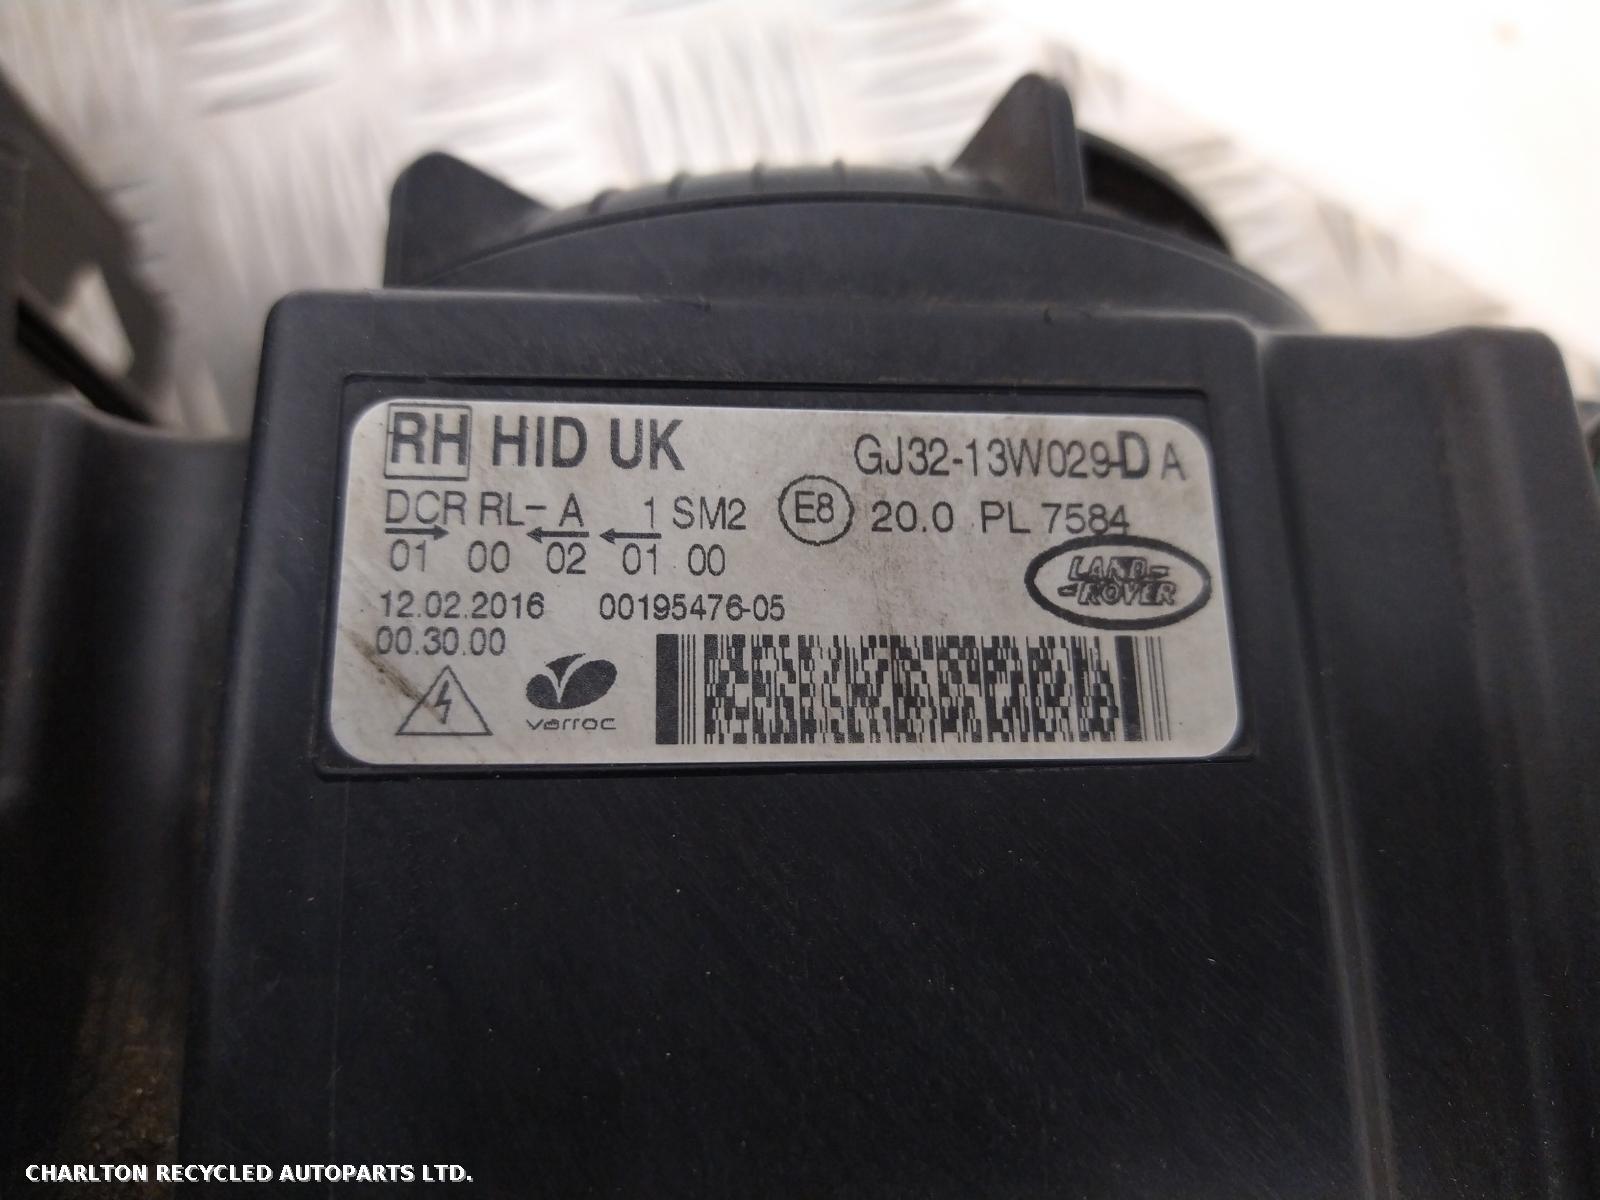 RH HID UK GJ32-13W029-D A
DCR RL- A 1 SM2 E8 20.0 PL 7584
01 00 02 01 00
LAND-
-ROVER
12.02.2016 00195476-05
00.30.00
varroc
CHARLTON RECYCLED AUTOPARTS LTD.